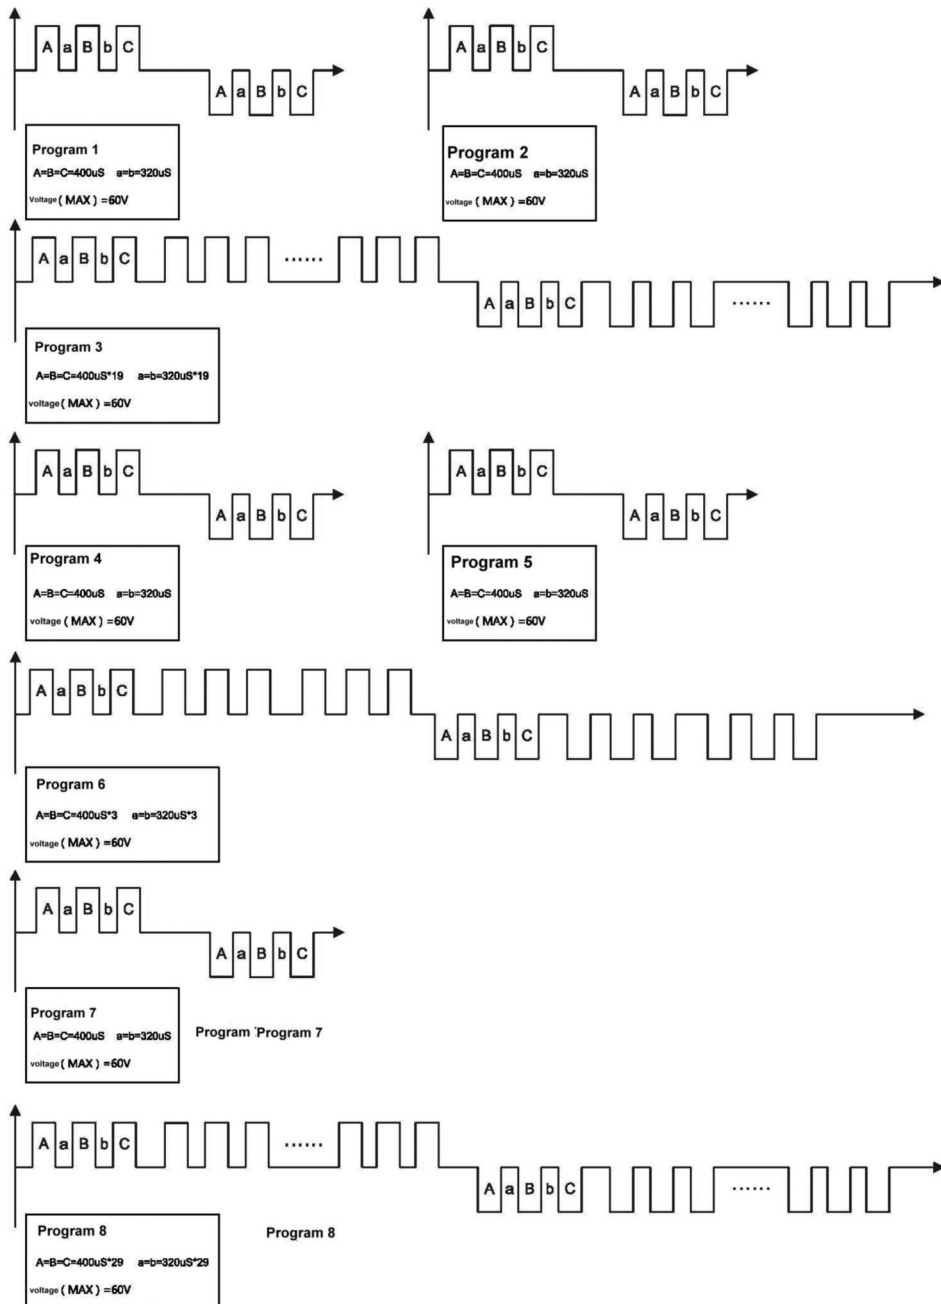 A a B b C
A a B b C
Program 1
A=B=C=400uS a=b=320uS
Voltage ( MAX ) =60V
A a B b C
A a B b C
Program 2
A=B=C=400uS a=b=320uS
voltage ( MAX ) =60V
A a B b C ······
A a B b C ······
Program 3
A=B=C=400uS*19 a=b=320uS*19
voltage ( MAX ) =60V
A a B b C
A a B b C
Program 4
A=B=C=400uS a=b=320uS
voltage ( MAX ) =60V
A a B b C
A a B b C
Program 5
A=B=C=400uS a=b=320uS
voltage ( MAX ) =60V
A a B b C
A a B b C
Program 6
A=B=C=400uS*3 a=b=320uS*3
voltage ( MAX ) =60V
A a B b C
A a B b C
Program 7
A=B=C=400uS a=b=320uS
voltage ( MAX ) =60V
Program Program 7
A a B b C ······
A a B b C ······
Program 8
A=B=C=400uS*29 a=b=320uS*29
voltage ( MAX ) =60V
Program 8